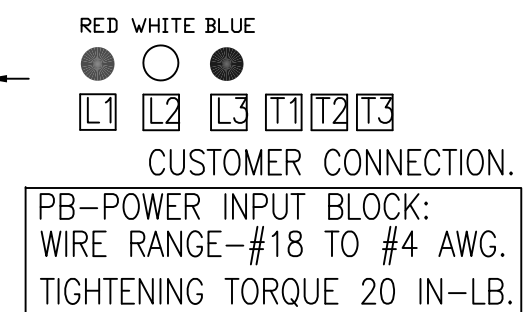 RED WHITE BLUE
L1 L2 L3 T1 T2 T3
CUSTOMER CONNECTION.
PB-POWER INPUT BLOCK:
WIRE RANGE-#18 TO #4 AWG.
TIGHTENING TORQUE 20 IN-LB.